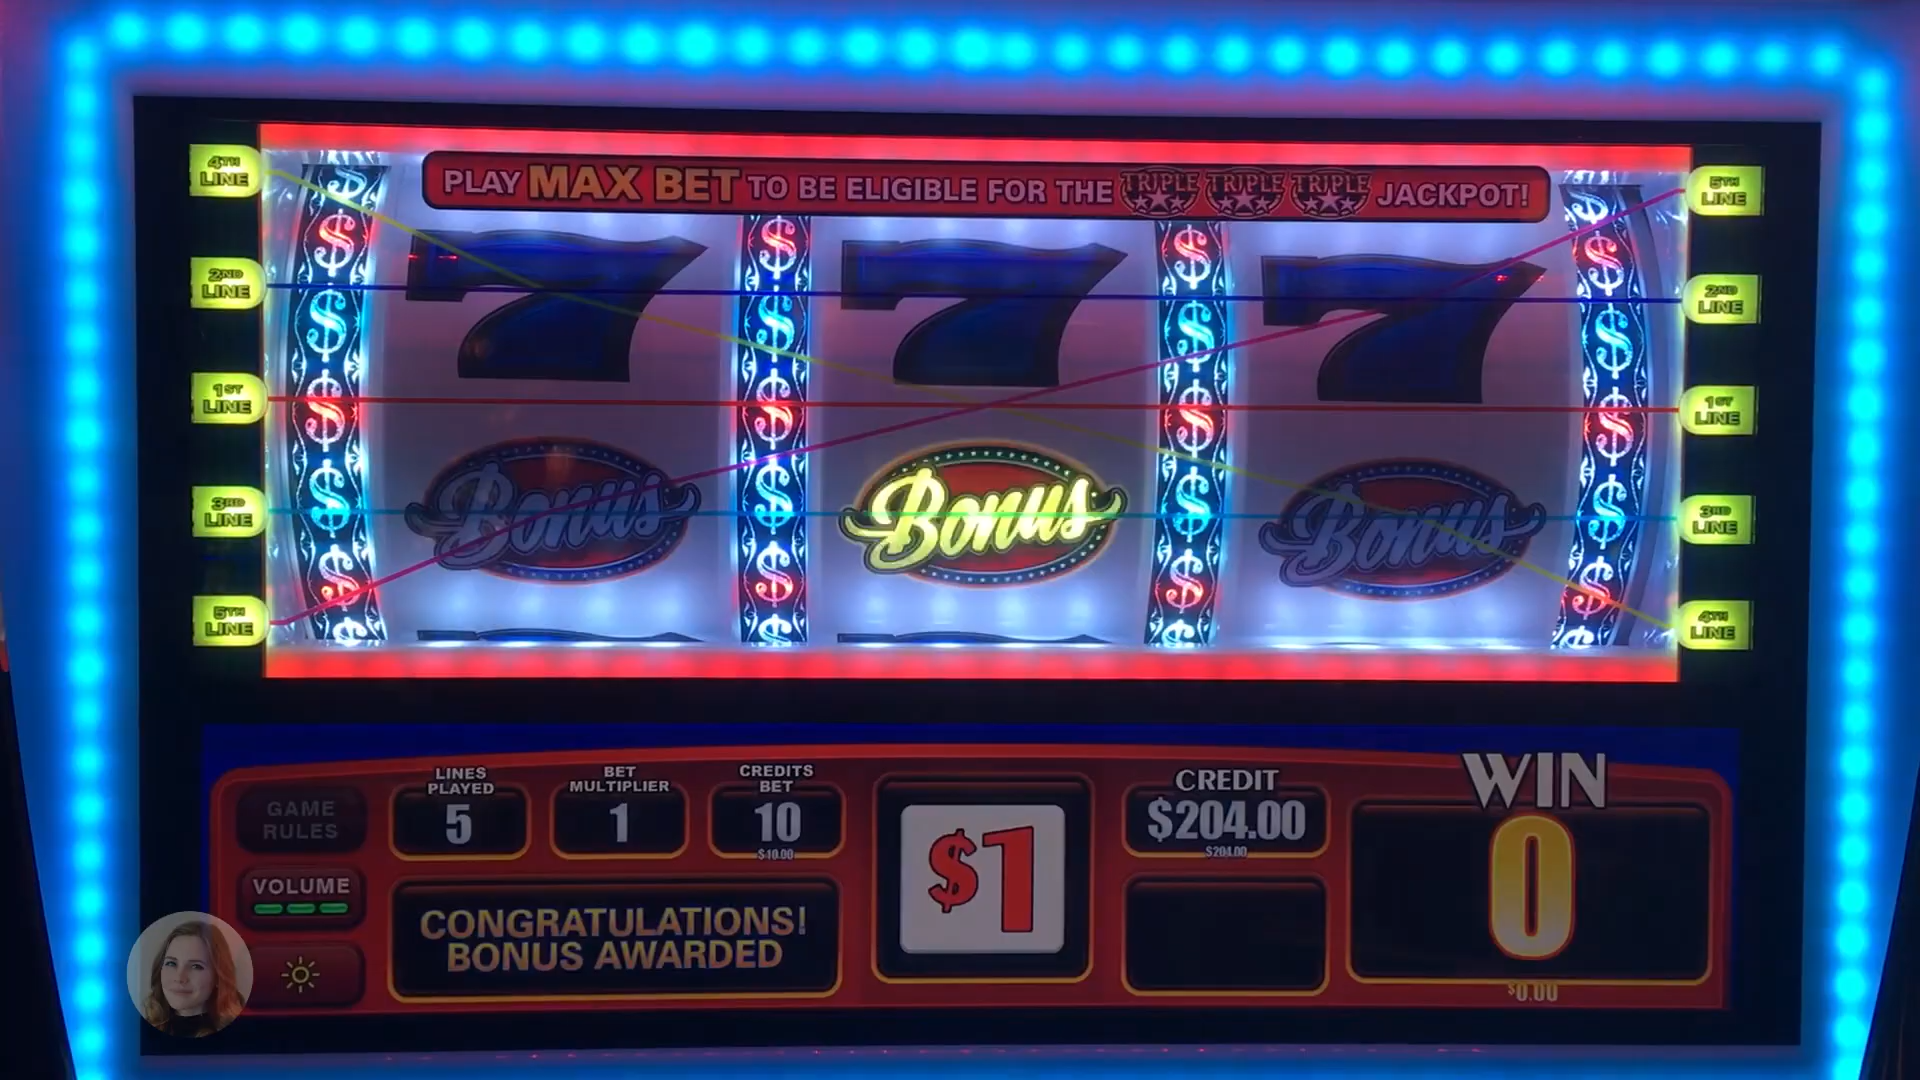 PLAY MAX BET TO BE ELIGIBLE FOR THE TRIPLE TRIPLE TRIPLE JACKPOT!
4TH LINE
5TH LINE
7 7 7
2ND LINE
2ND LINE
1ST LINE
1ST LINE
Bonus Bonus Bonus
3RD LINE
3RD LINE
5TH LINE
4TH LINE
GAME RULES
LINES PLAYED
5
BET MULTIPLIER
1
CREDITS BET
10
$10.00
$1
CREDIT
$204.00
$204.00
WIN
0
$0.00
VOLUME
CONGRATULATIONS!
BONUS AWARDED